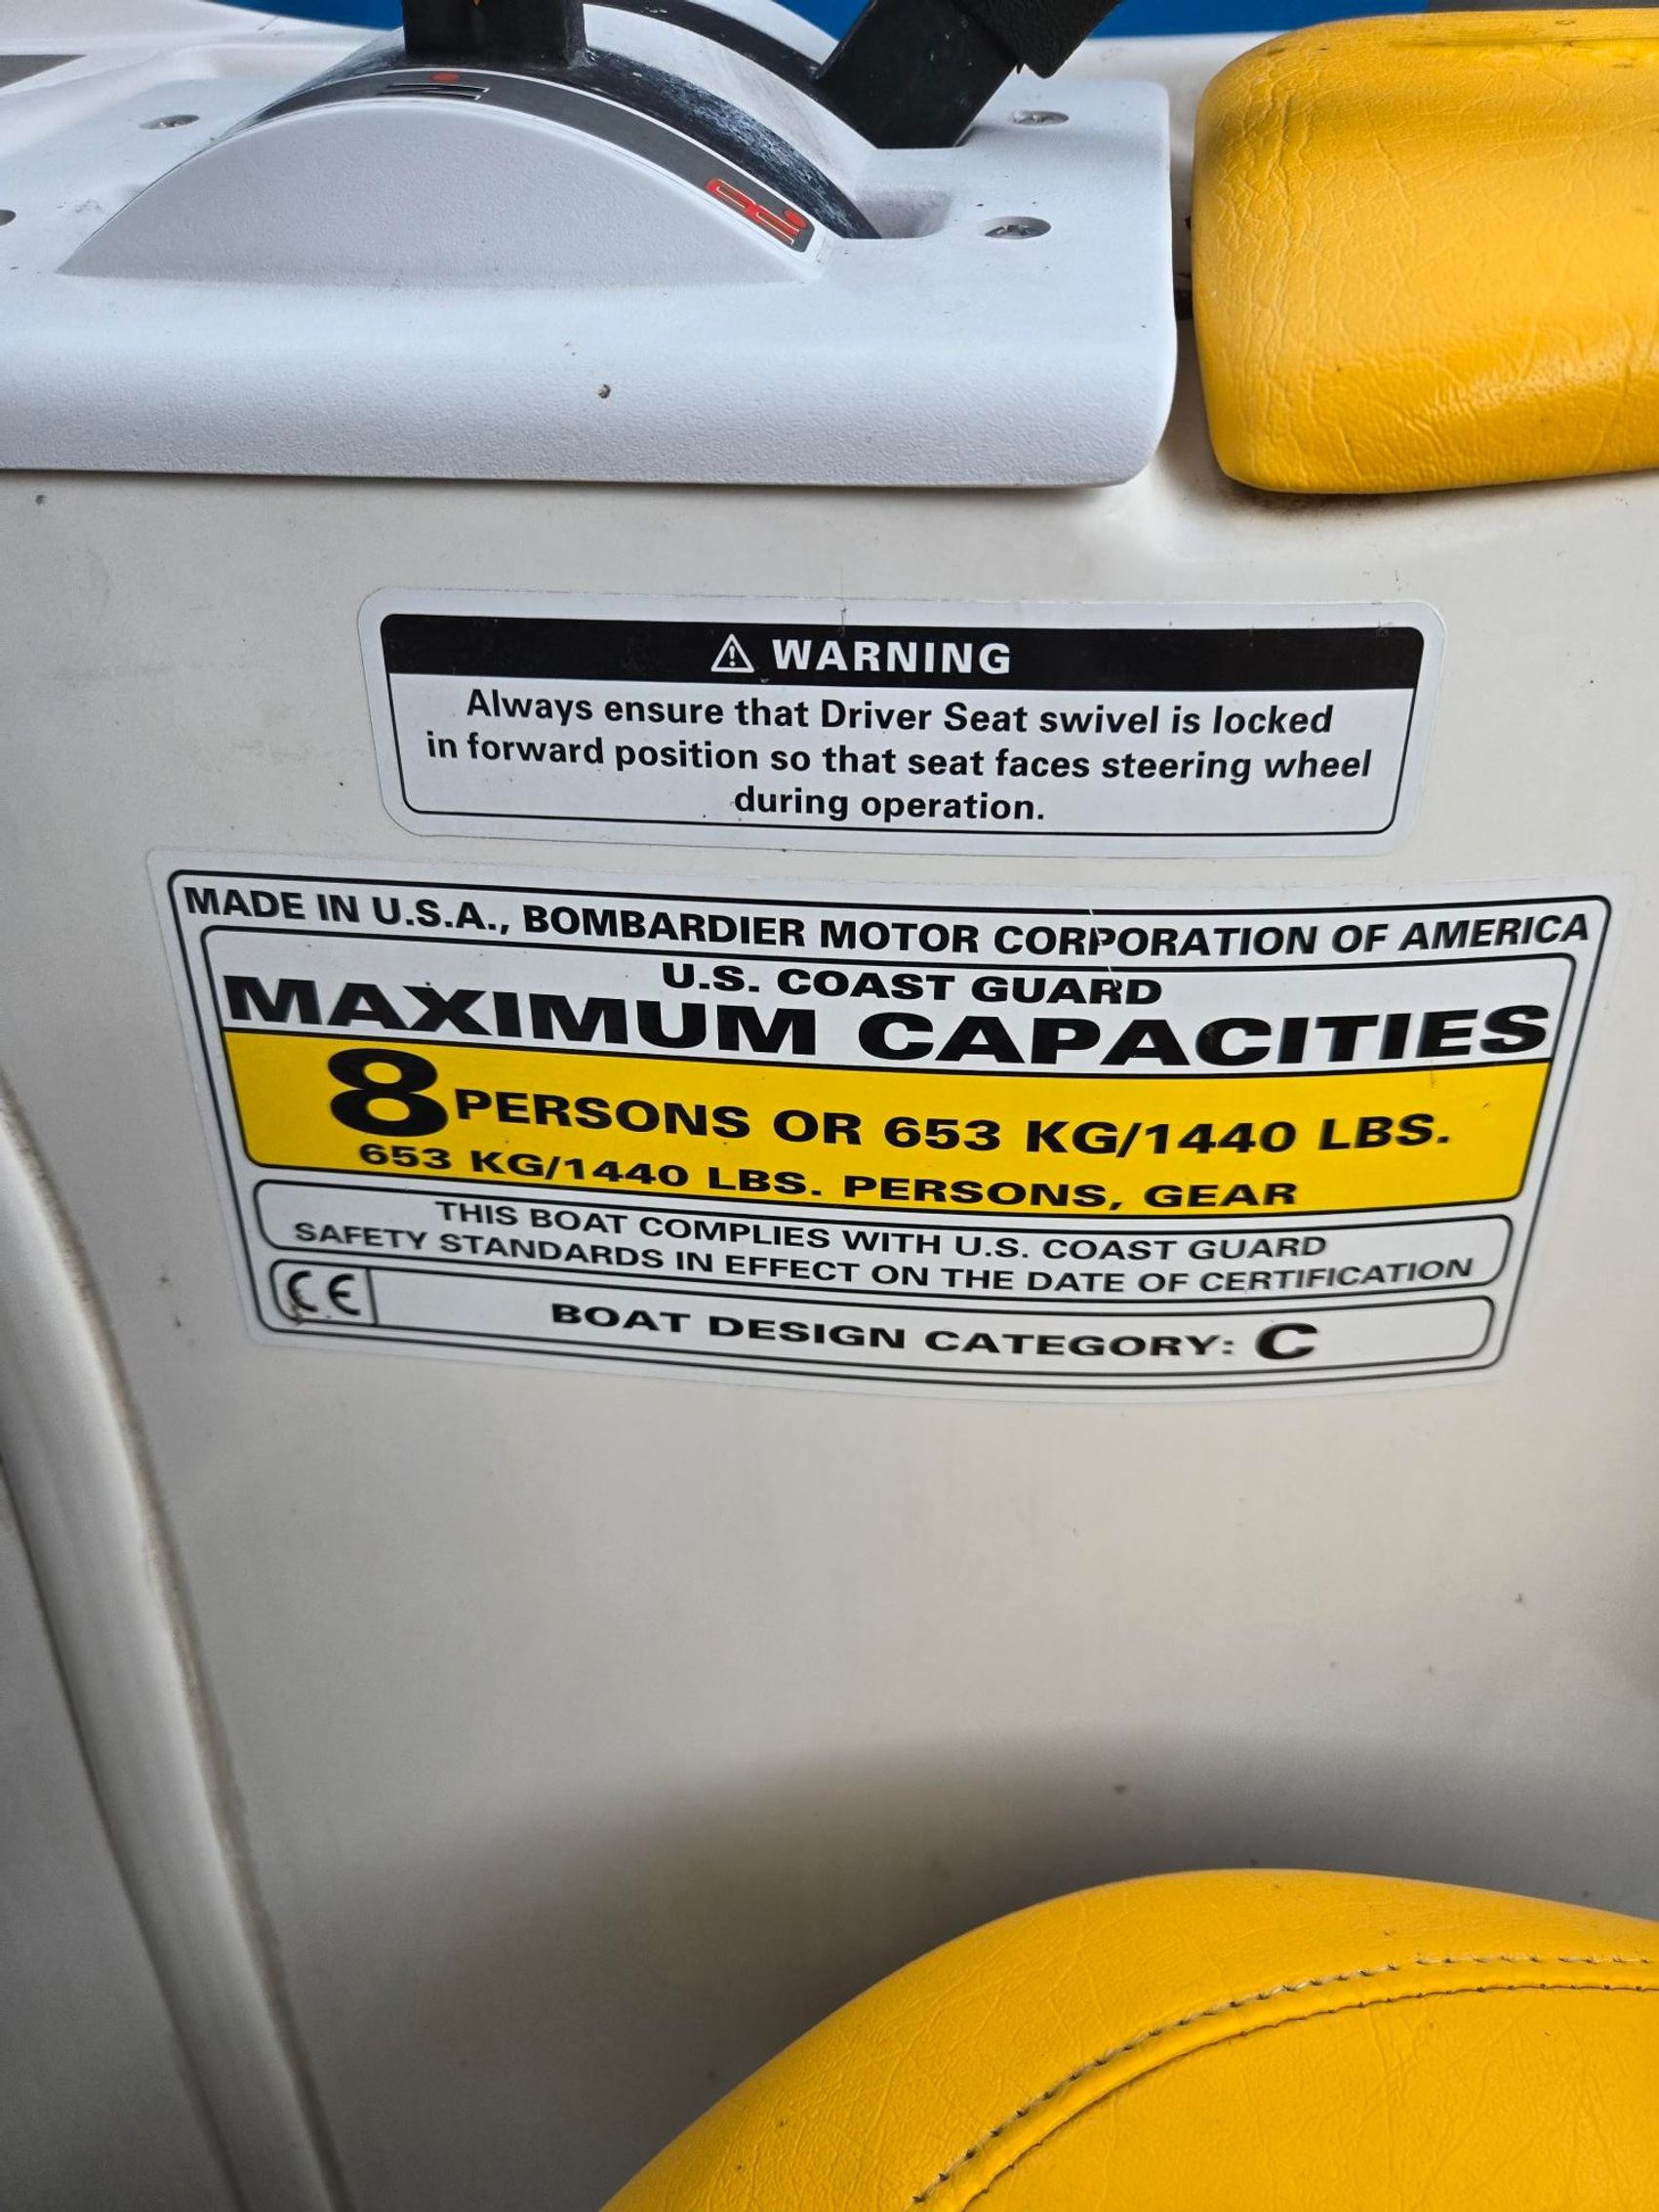 WARNING
Always ensure that Driver Seat swivel is locked
in forward position so that seat faces steering wheel
during operation.
MADE IN U.S.A., BOMBARDIER MOTOR CORPORATION OF AMERICA
U.S. COAST GUARD
MAXIMUM CAPACITIES
8 PERSONS OR 653 KG/1440 LBS.
653 KG/1440 LBS. PERSONS, GEAR
THIS BOAT COMPLIES WITH U.S. COAST GUARD
SAFETY STANDARDS IN EFFECT ON THE DATE OF CERTIFICATION
CE
BOAT DESIGN CATEGORY: C